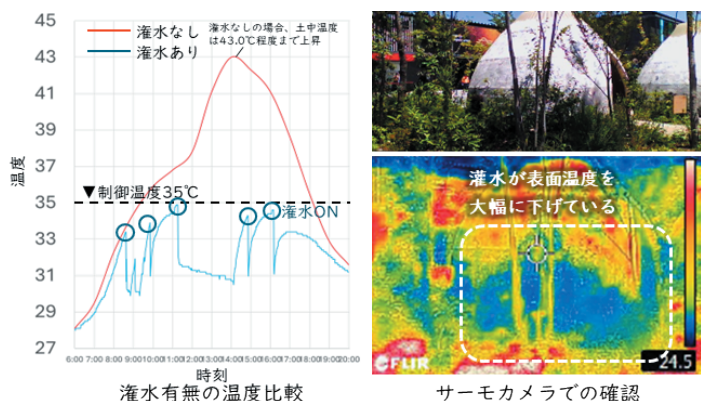 45
43
41
39
37
35
33
31
29
27
温度
潅水なし
潅水あり
潅水なしの場合、土中温度
は43.0℃程度まで上昇
▼制御温度35℃
潅水ON
6:00 7:00 8:00 9:00 10:00 11:00 12:00 13:00 14:00 15:00 16:00 17:00 18:00 19:00 20:00
時刻
潅水有無の温度比較
潅水が表面温度を
大幅に下げている
FLIR
24.5
サーモカメラでの確認